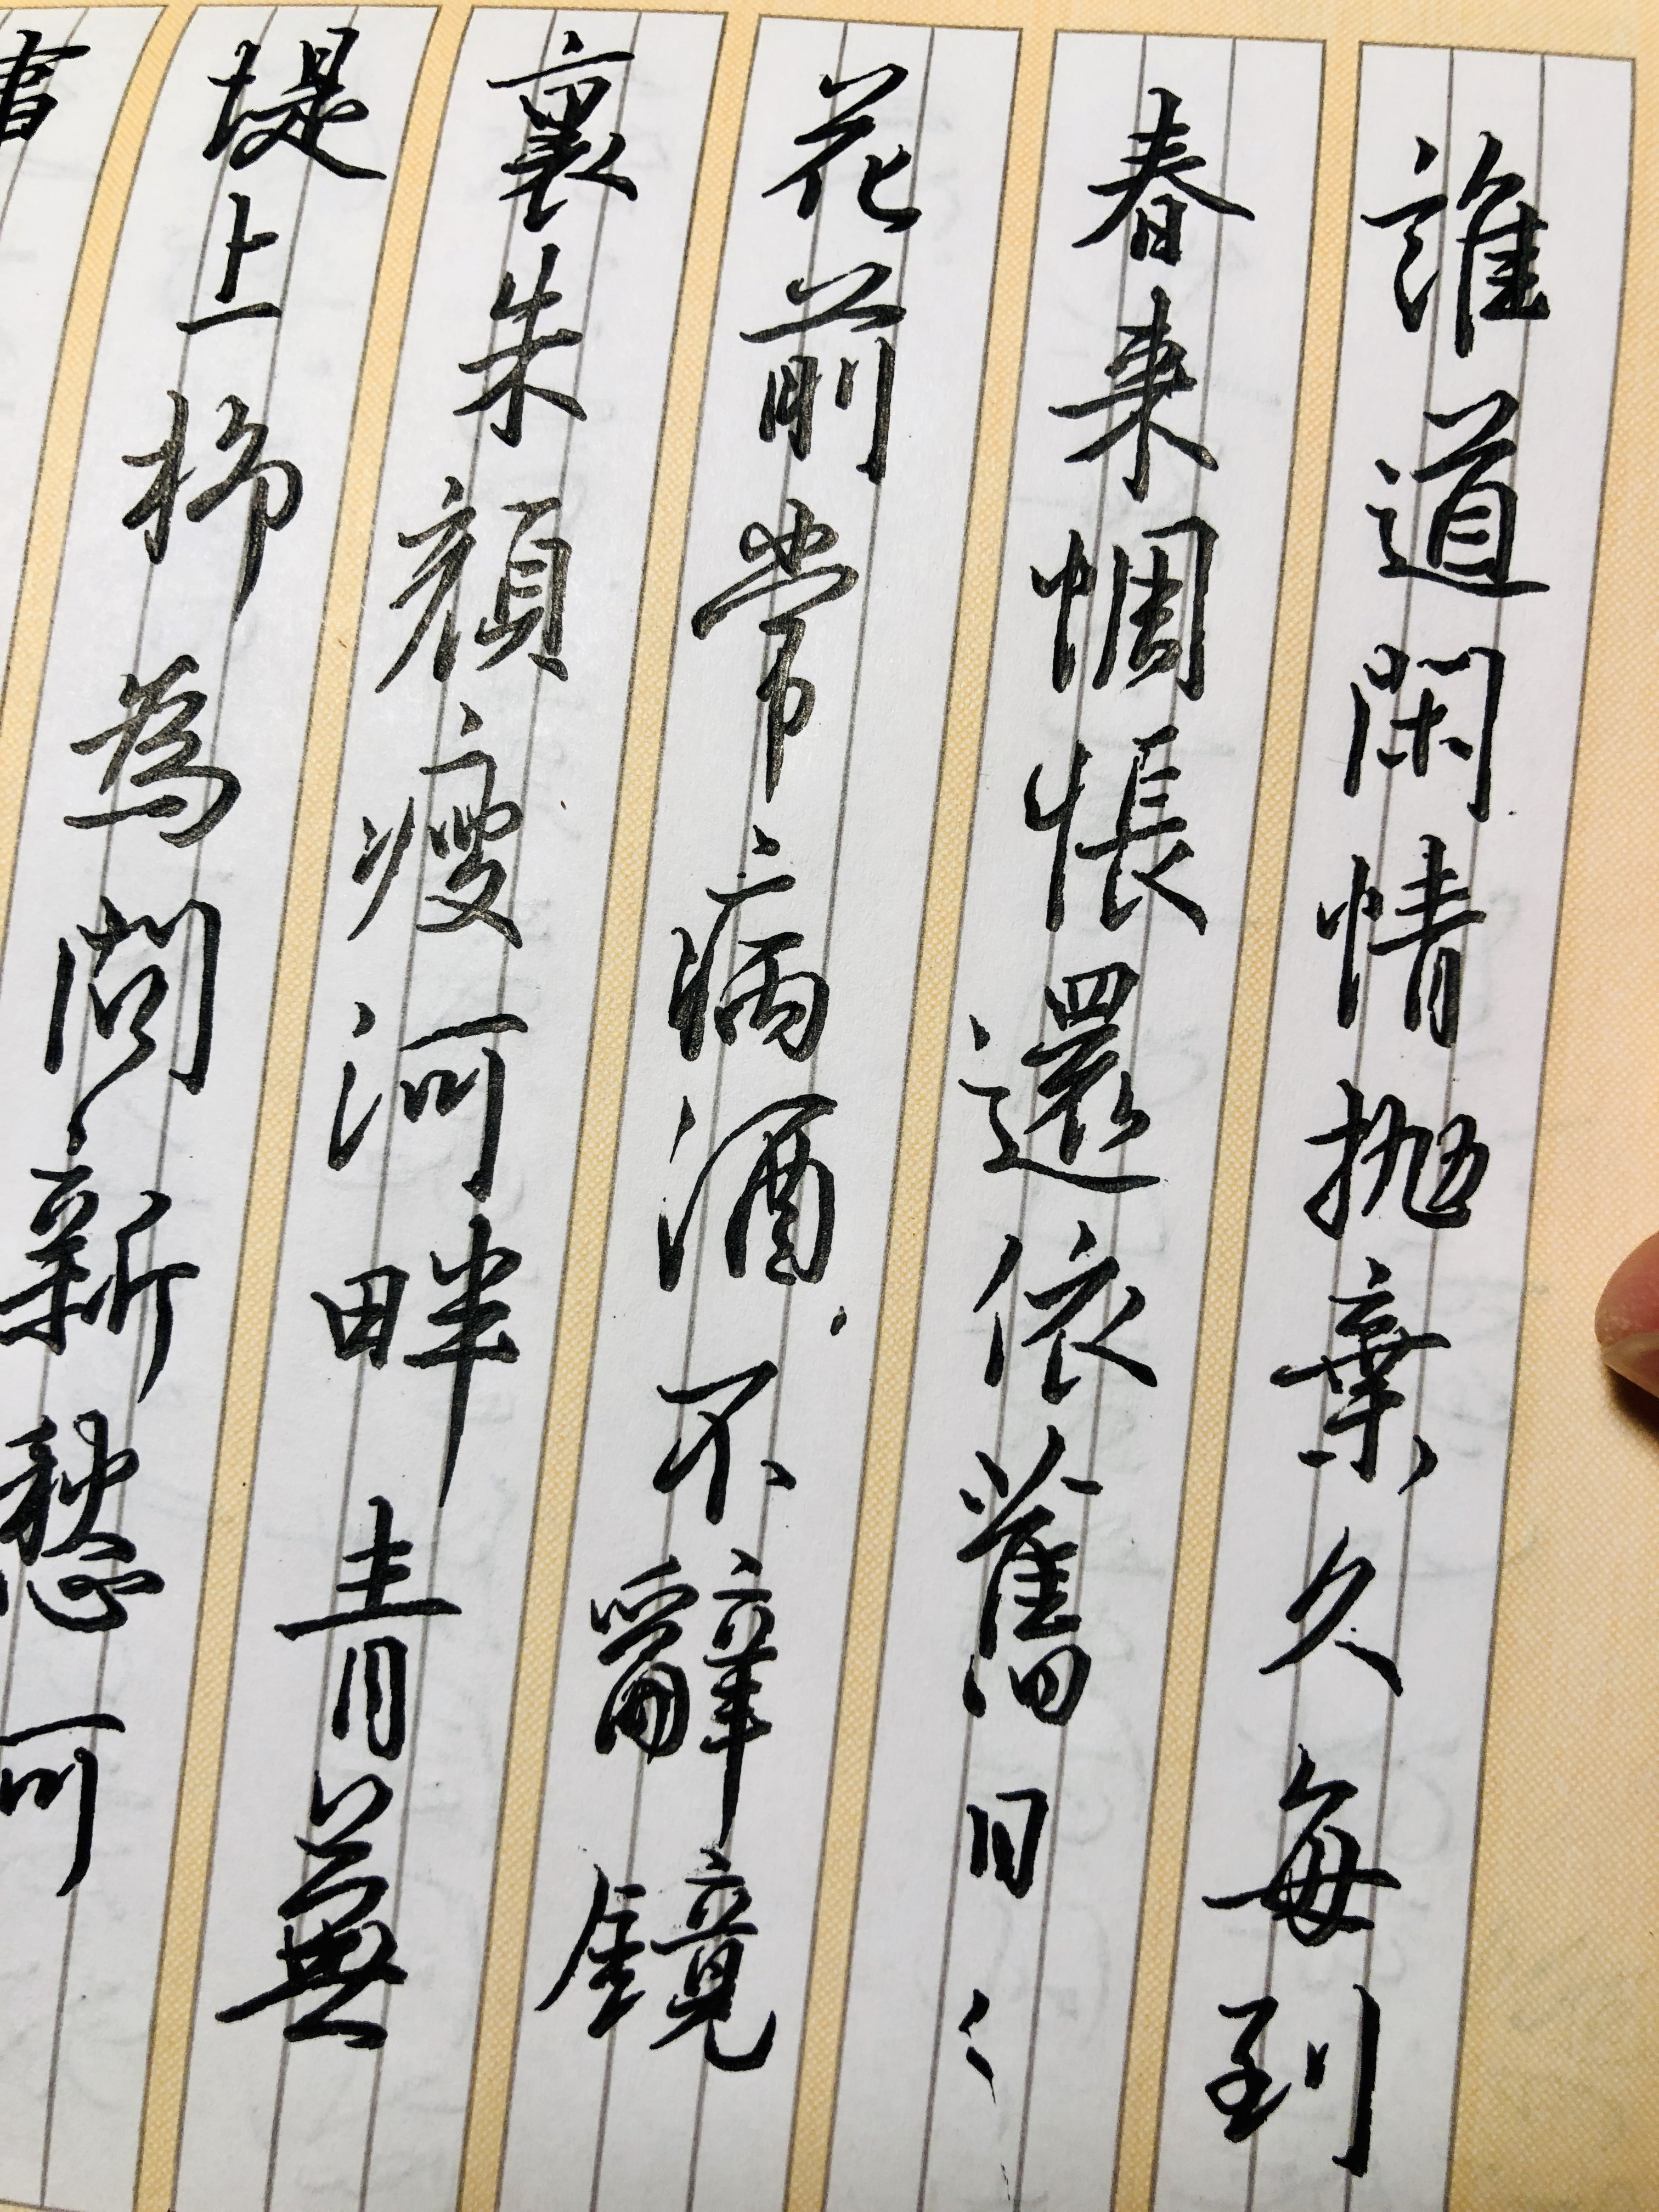 誰道閑情拋棄久每到
春來惆悵還依舊日〻
花前常病酒不辭鏡
裏朱顏瘦河畔青蕪
堤上柳為問新愁何